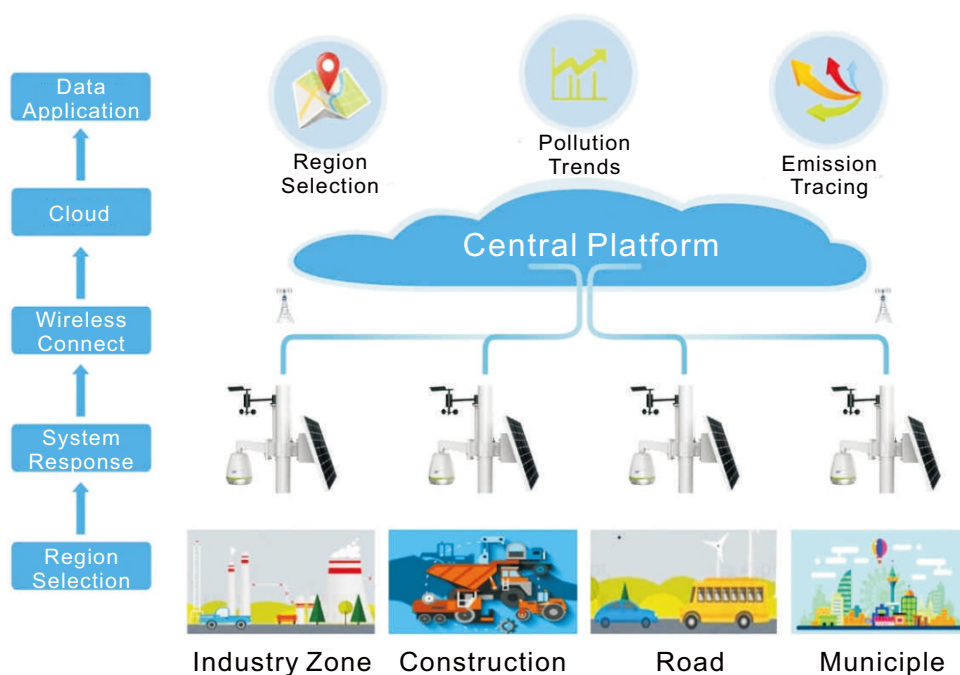 Data
Application
Cloud
Wireless
Connect
System
Response
Region
Selection
Region
Selection
Pollution
Trends
Emission
Tracing
Central Platform
Industry Zone
Construction
Road
Municiple